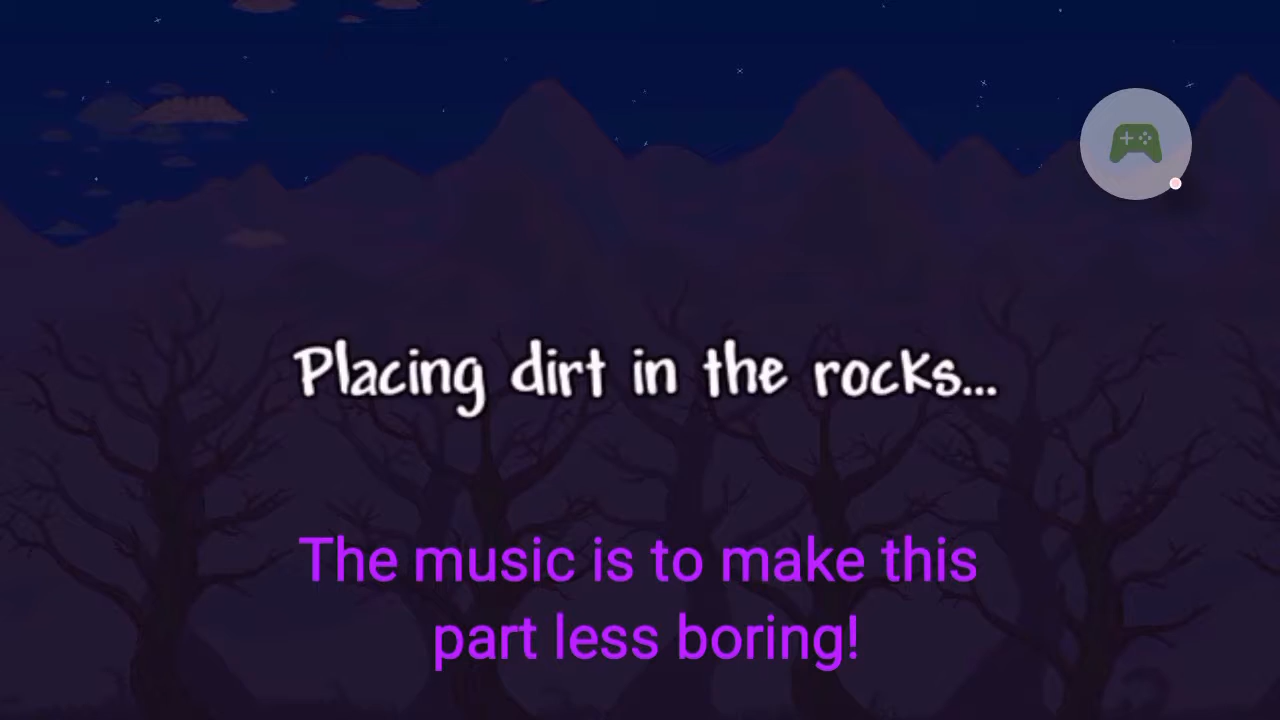 Placing dirt in the rocks...
The music is to make this
part less boring!